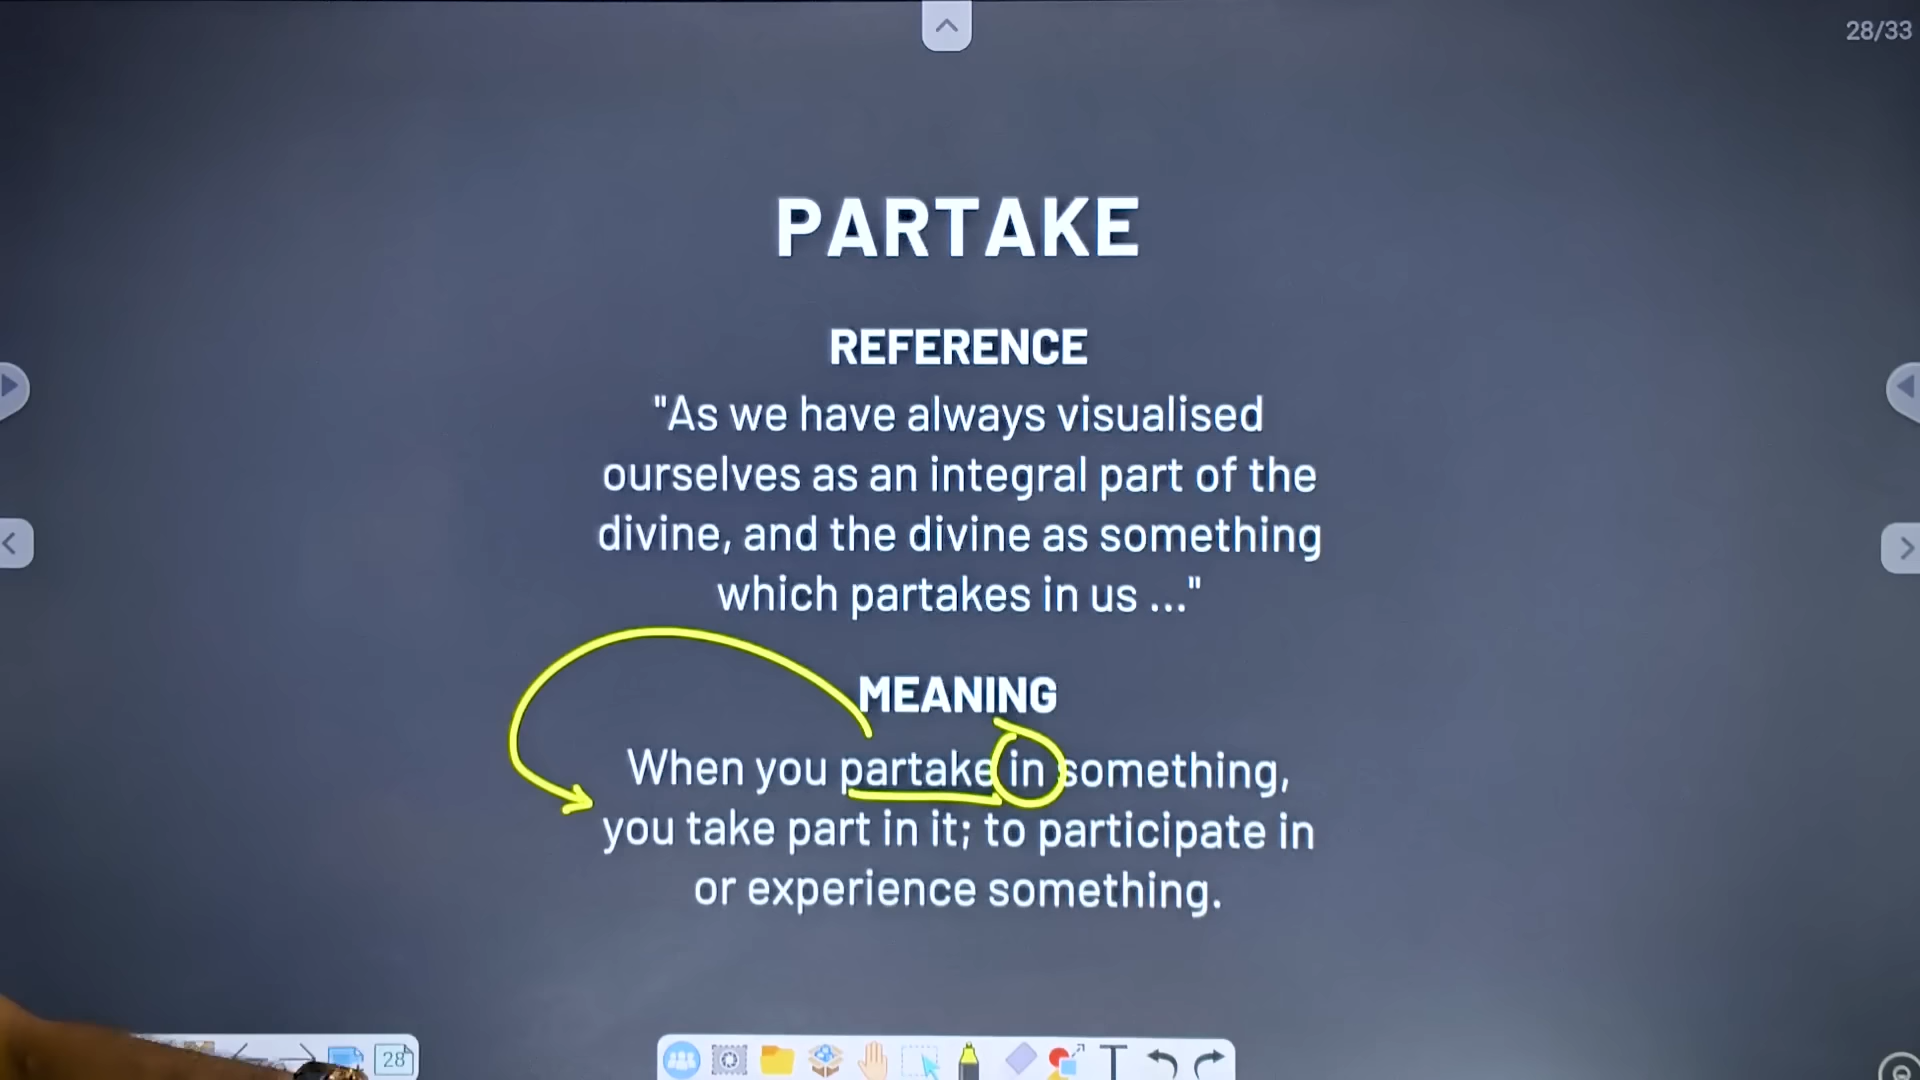 28/33
PARTAKE
REFERENCE
"As we have always visualised
ourselves as an integral part of the
divine, and the divine as something
which partakes in us ..."
MEANING
When you partake in something,
you take part in it; to participate in
or experience something.
28
T